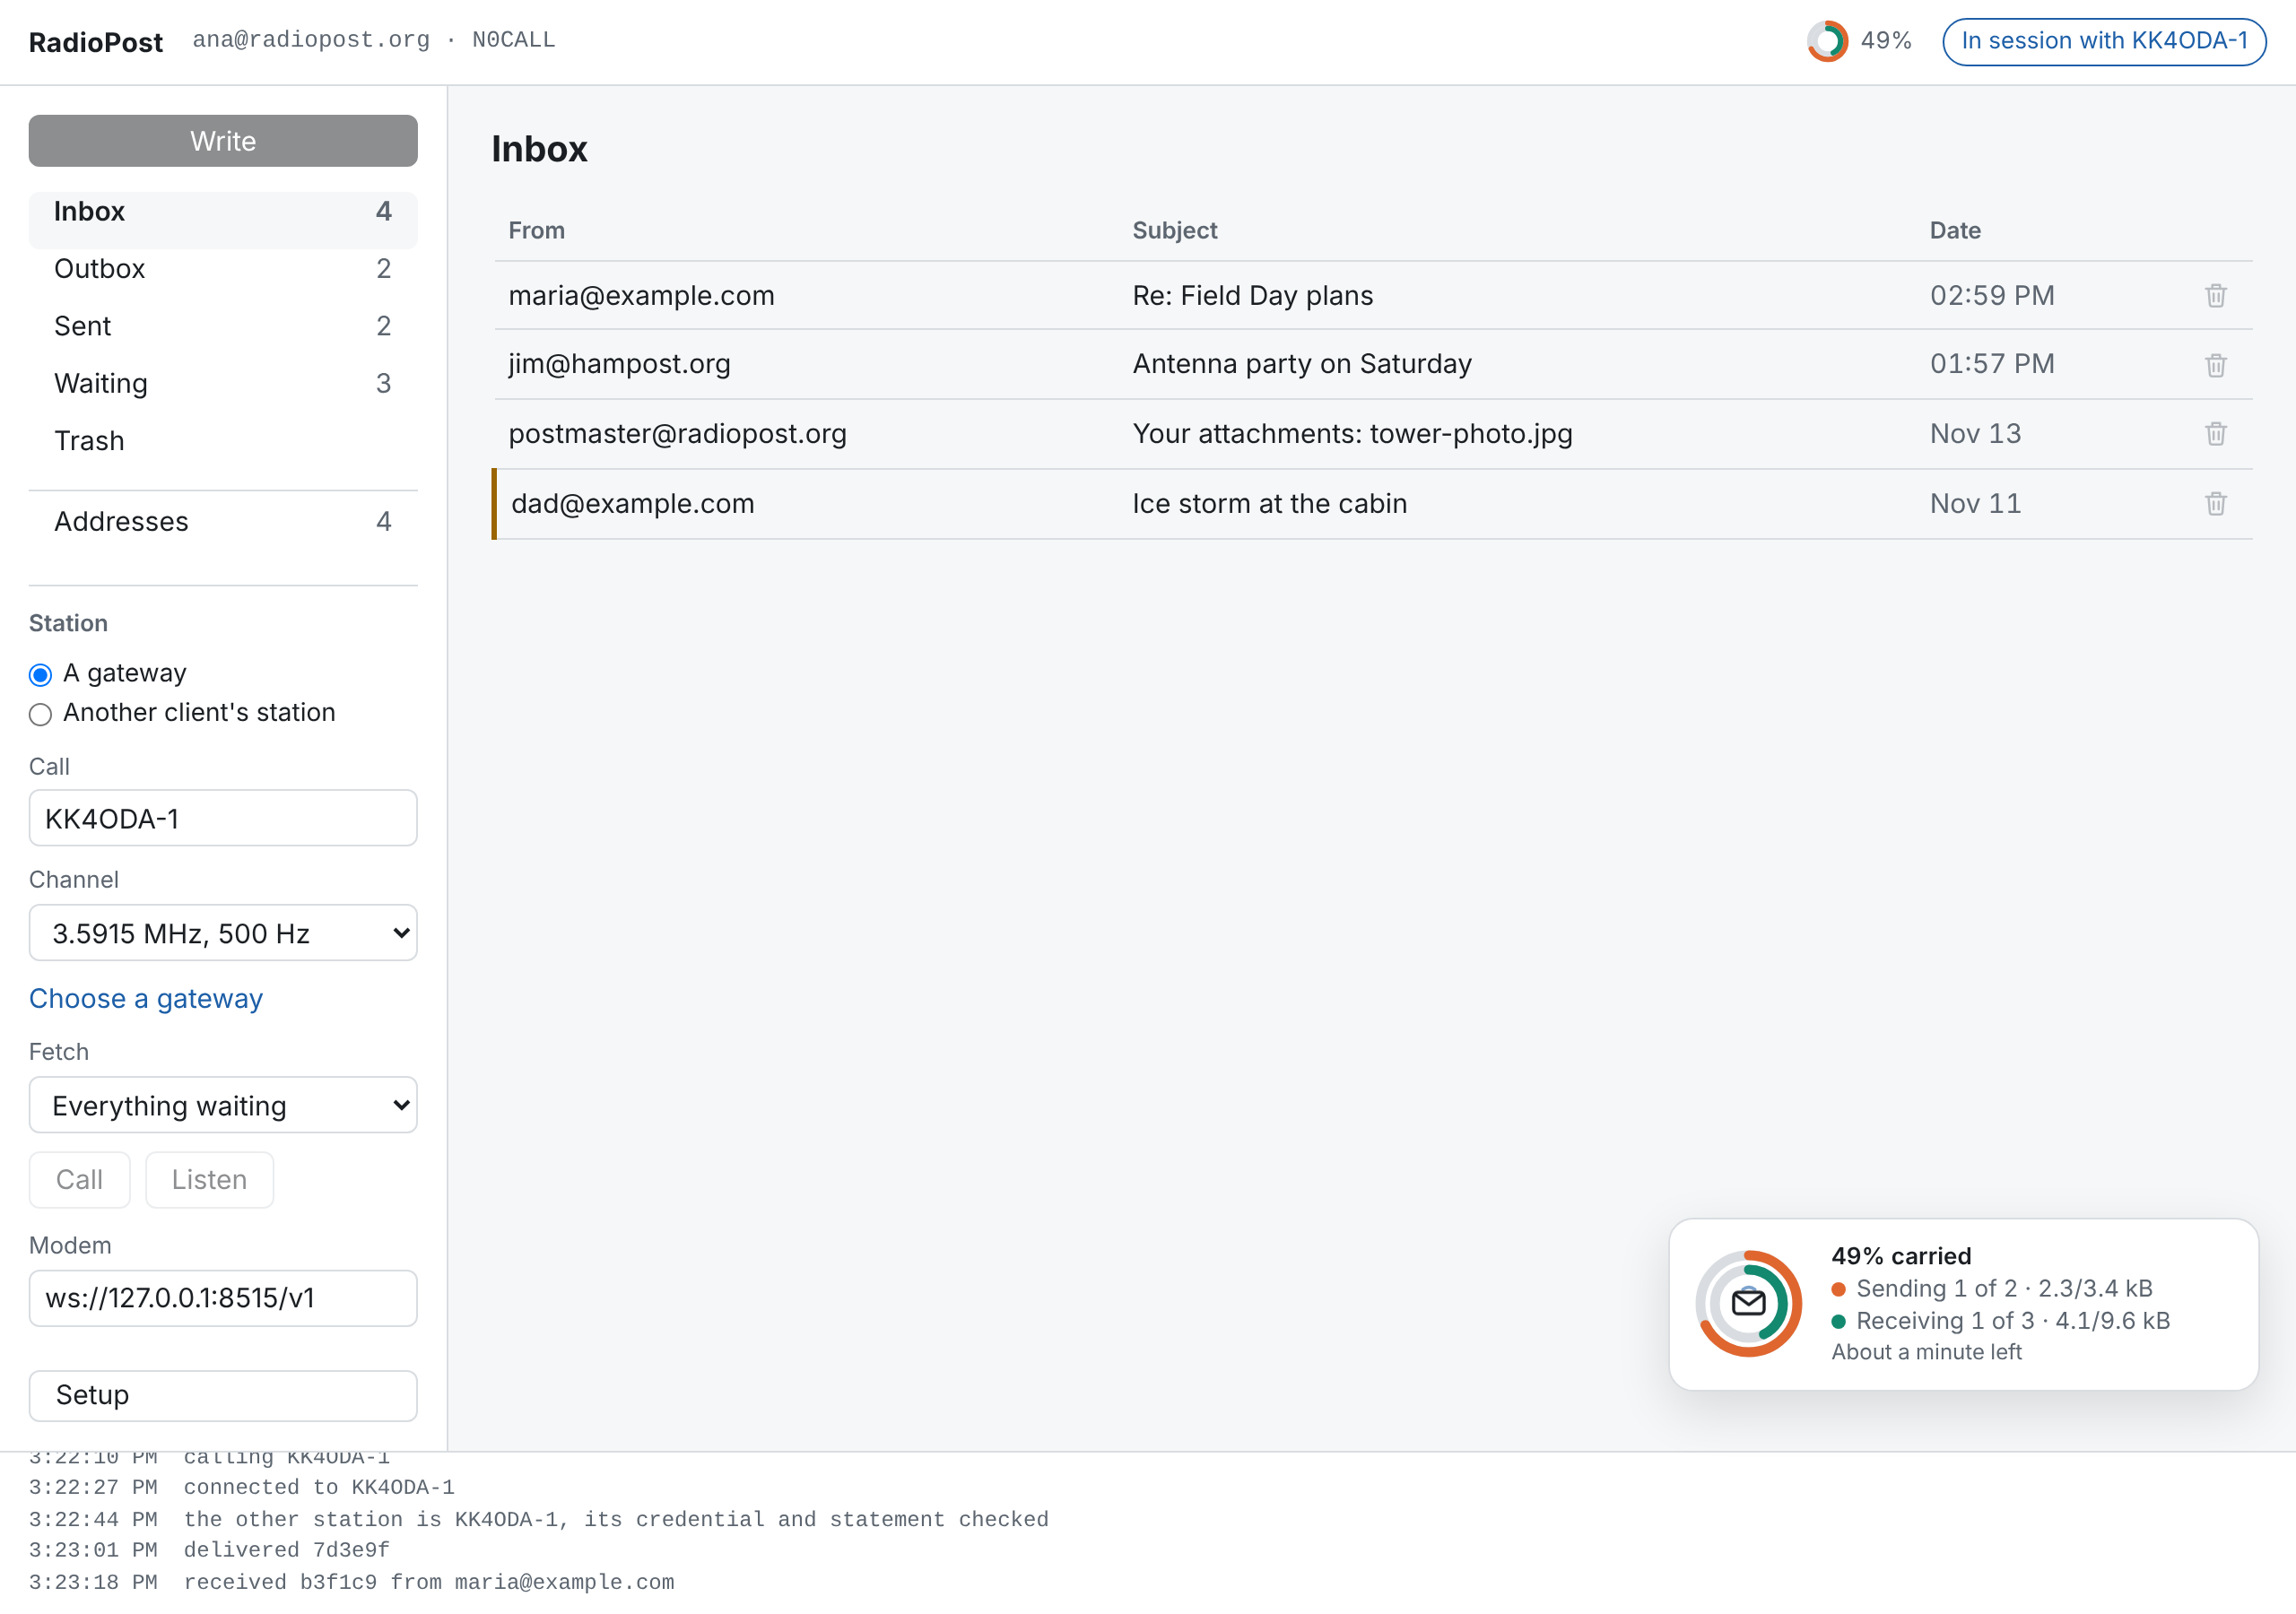 RadioPost ana@radiopost.org · N0CALL 49% In session with KK4ODA-1
Write
Inbox 4
Outbox 2
Sent 2
Waiting 3
Trash
Addresses 4
Station
A gateway
Another client's station
Call
KK4ODA-1
Channel
3.5915 MHz, 500 Hz
Choose a gateway
Fetch
Everything waiting
Call Listen
Modem
ws://127.0.0.1:8515/v1
Setup
Inbox
From Subject Date
maria@example.com Re: Field Day plans 02:59 PM
jim@hampost.org Antenna party on Saturday 01:57 PM
postmaster@radiopost.org Your attachments: tower-photo.jpg Nov 13
dad@example.com Ice storm at the cabin Nov 11
49% carried
Sending 1 of 2 · 2.3/3.4 kB
Receiving 1 of 3 · 4.1/9.6 kB
About a minute left
3:22:10 PM calling KK4ODA-1
3:22:27 PM connected to KK4ODA-1
3:22:44 PM the other station is KK4ODA-1, its credential and statement checked
3:23:01 PM delivered 7d3e9f
3:23:18 PM received b3f1c9 from maria@example.com